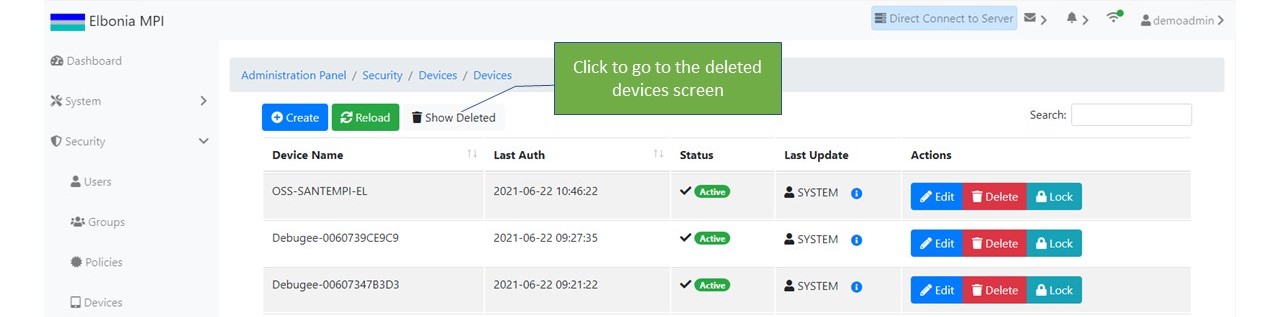 Elbonia MPI
Direct Connect to Server
demoadmin
Dashboard
System
Security
Users
Groups
Policies
Devices
Administration Panel / Security / Devices / Devices
Click to go to the deleted
devices screen
Create Reload Show Deleted
Search:
Device Name Last Auth Status Last Update Actions
OSS-SANTEMPI-EL 2021-06-22 10:46:22 Active SYSTEM Edit Delete Lock
Debugee-0060739CE9C9 2021-06-22 09:27:35 Active SYSTEM Edit Delete Lock
Debugee-00607347B3D3 2021-06-22 09:21:22 Active SYSTEM Edit Delete Lock